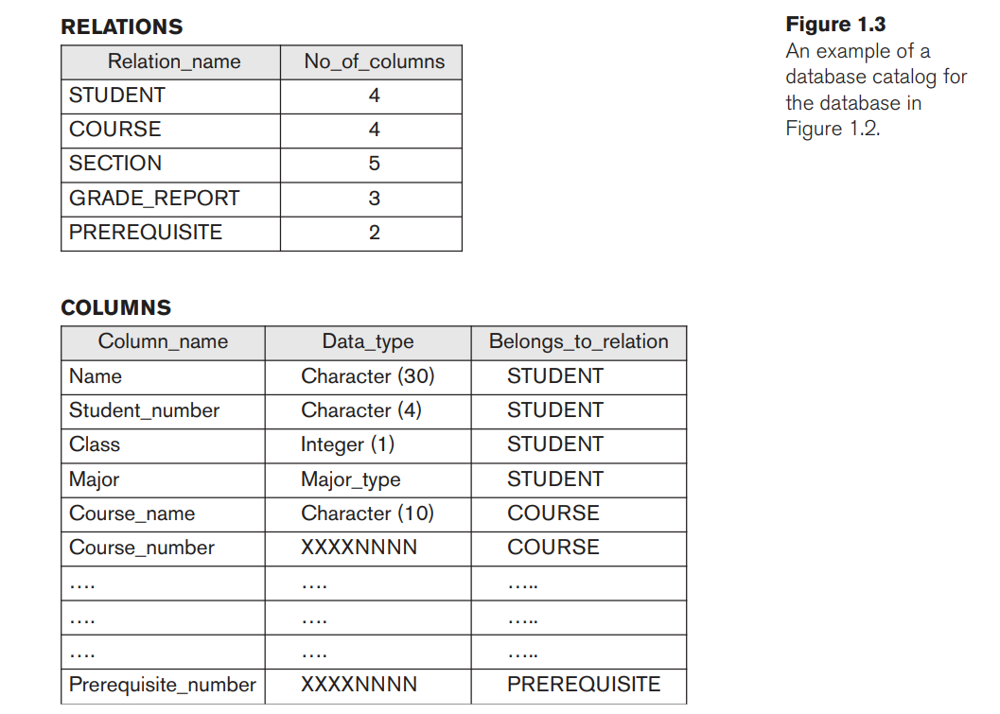 RELATIONS
Relation_name No_of_columns
STUDENT 4
COURSE 4
SECTION 5
GRADE_REPORT 3
PREREQUISITE 2
Figure 1.3
An example of a
database catalog for
the database in
Figure 1.2.
COLUMNS
Column_name Data_type Belongs_to_relation
Name Character (30) STUDENT
Student_number Character (4) STUDENT
Class Integer (1) STUDENT
Major Major_type STUDENT
Course_name Character (10) COURSE
Course_number XXXXNNNN COURSE
…. …. …..
…. …. …..
…. …. …..
Prerequisite_number XXXXNNNN PREREQUISITE